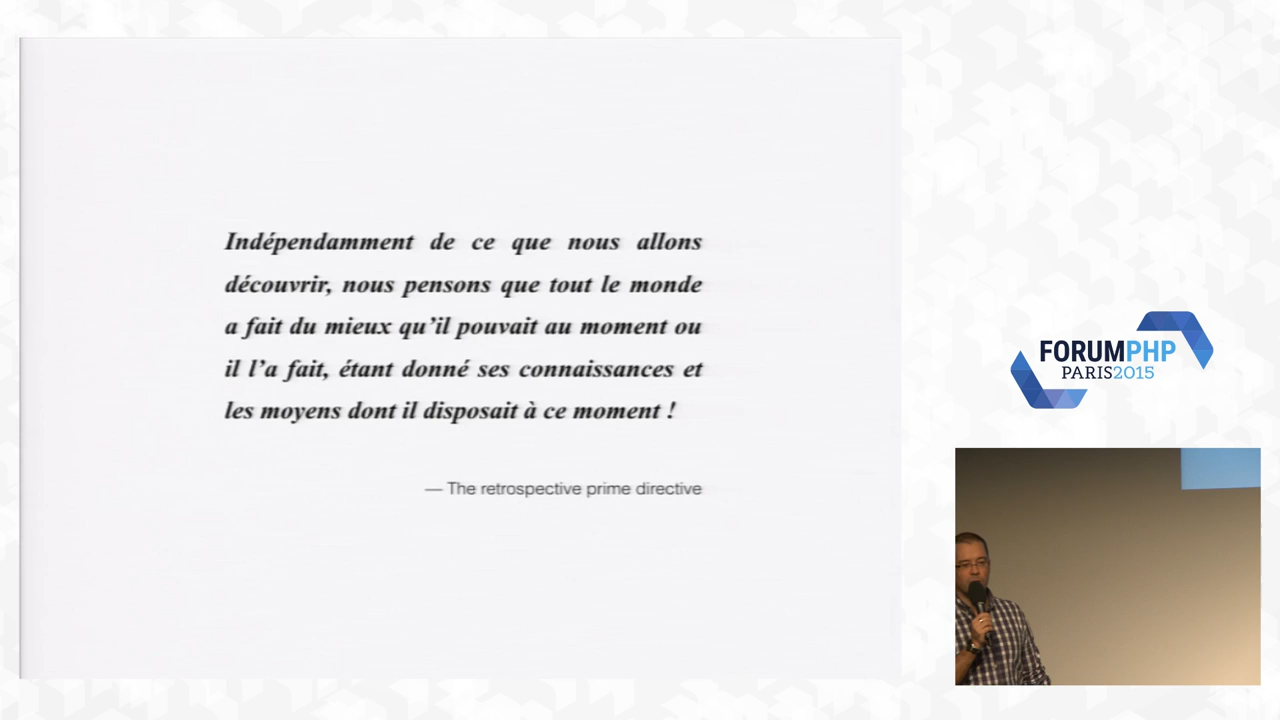 Indépendamment de ce que nous allons
découvrir, nous pensons que tout le monde
a fait du mieux qu’il pouvait au moment ou
il l’a fait, étant donné ses connaissances et
les moyens dont il disposait à ce moment !
— The retrospective prime directive
FORUMPHP
PARIS2015